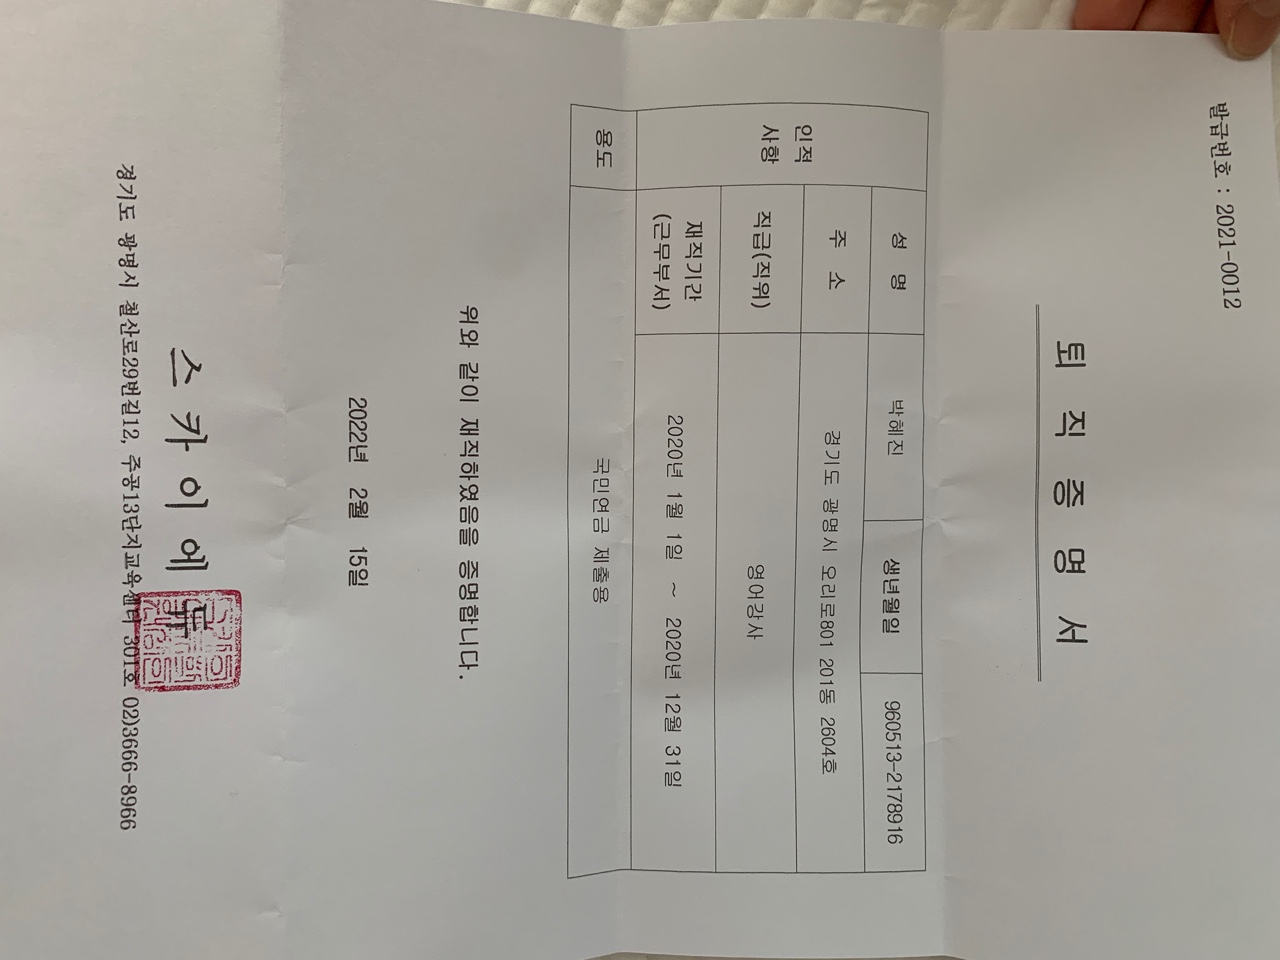 발급번호 : 2021-0012
퇴 직 증 명 서
인적
사항
성 명
박혜진
생년월일
960513-2178916
주 소
경기도 광명시 오리로801 201동 2604호
직급(직위)
영어강사
재직기간
(근무부서)
2020년 1월 1일 ~ 2020년 12월 31일
용도
국민연금 제출용
위와 같이 재직하였음을 증명합니다.
2022년 2월 15일
스카이에듀
경기도 광명시 철산로29번길12, 주공13단지교육센터 301호 02)3666-8966